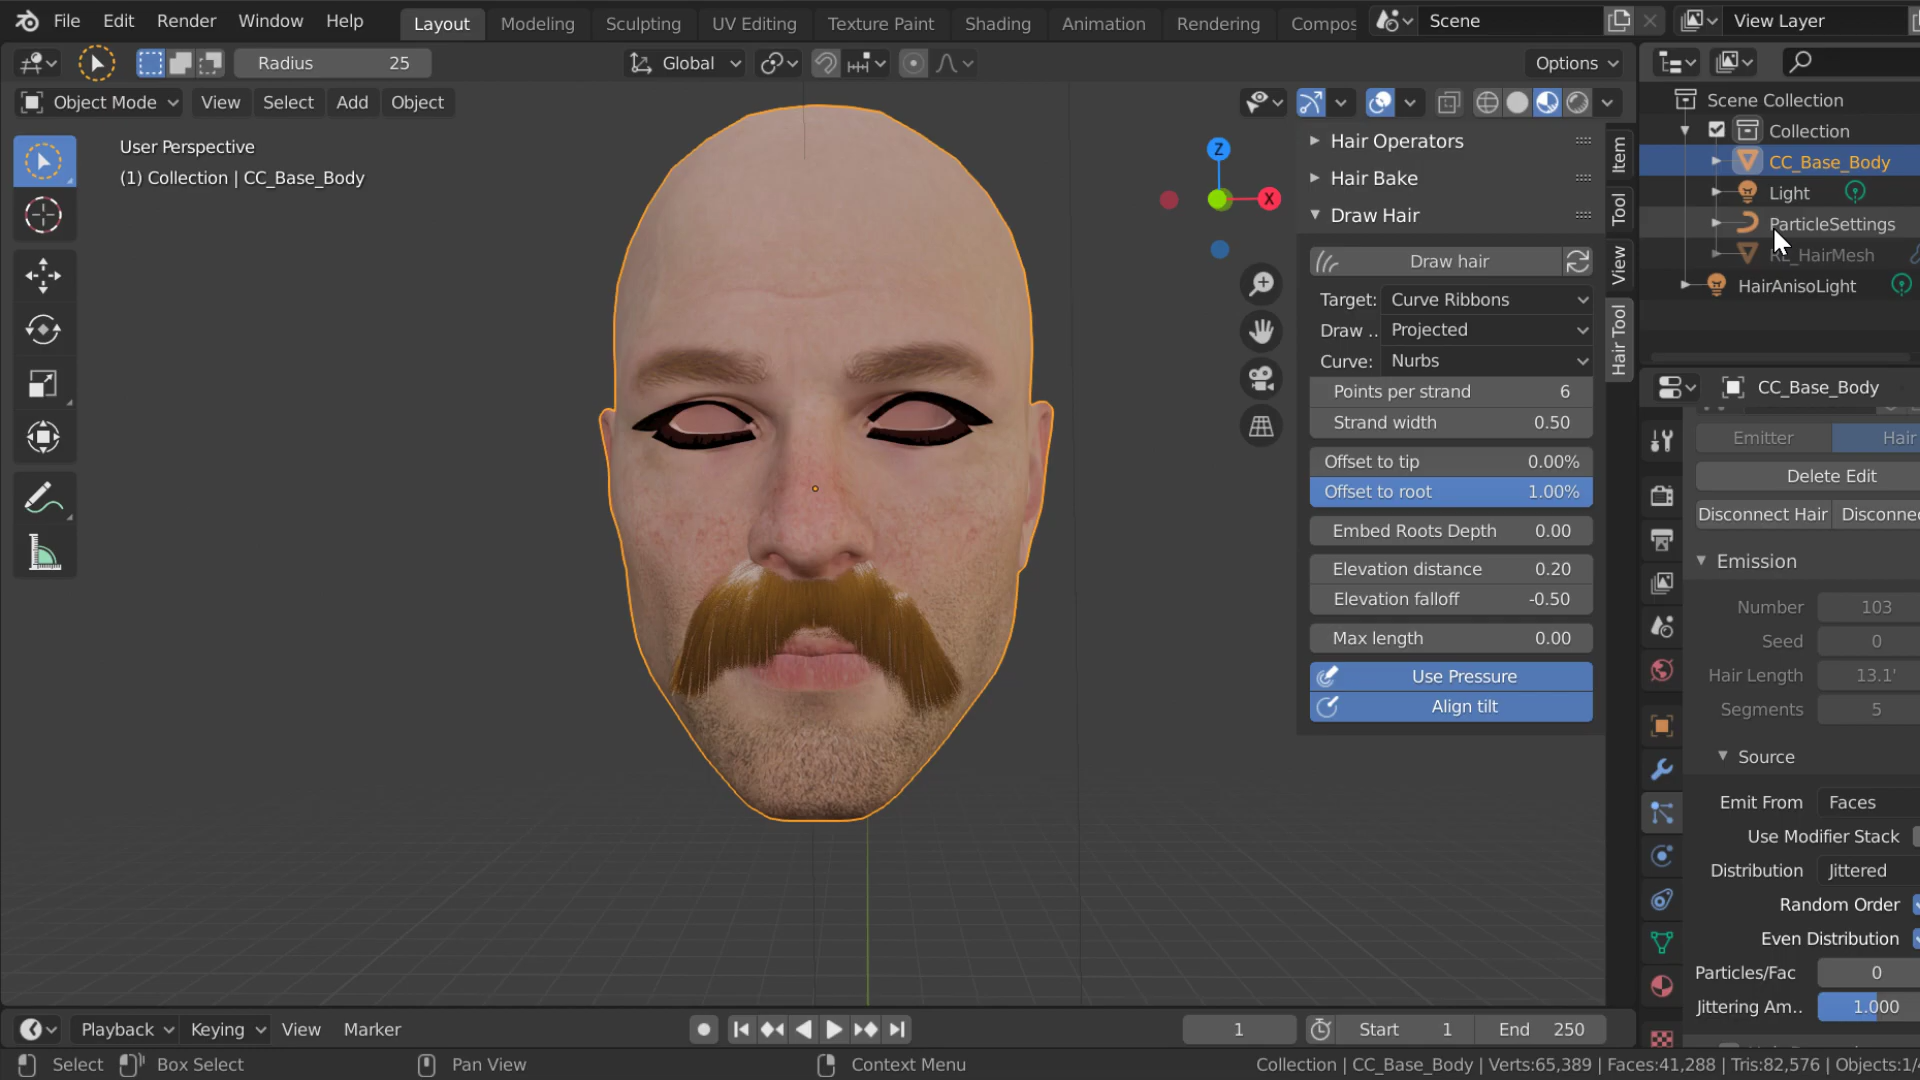 File Edit Render Window Help Layout Modeling Sculpting UV Editing Texture Paint Shading Animation Rendering Compos Scene View Layer
Radius 25 Global Options
Object Mode View Select Add Object
User Perspective
(1) Collection | CC_Base_Body
Z
X
Hair Operators
Hair Bake
Draw Hair
Draw hair
Target: Curve Ribbons
Draw .. Projected
Curve: Nurbs
Points per strand 6
Strand width 0.50
Offset to tip 0.00%
Offset to root 1.00%
Embed Roots Depth 0.00
Elevation distance 0.20
Elevation falloff -0.50
Max length 0.00
Use Pressure
Align tilt
Item
Tool
View
Hair Tool
Scene Collection
Collection
CC_Base_Body
Light
ParticleSettings
RL_HairMesh
HairAnisoLight
CC_Base_Body
Emitter Hair
Delete Edit
Disconnect Hair Disconnec
Emission
Number 103
Seed 0
Hair Length 13.1'
Segments 5
Source
Emit From Faces
Use Modifier Stack
Distribution Jittered
Random Order
Even Distribution
Particles/Fac 0
Jittering Am.. 1.000
Playback Keying View Marker 1 Start 1 End 250
Select Box Select Pan View Context Menu Collection | CC_Base_Body | Verts:65,389 | Faces:41,288 | Tris:82,576 | Objects:1/